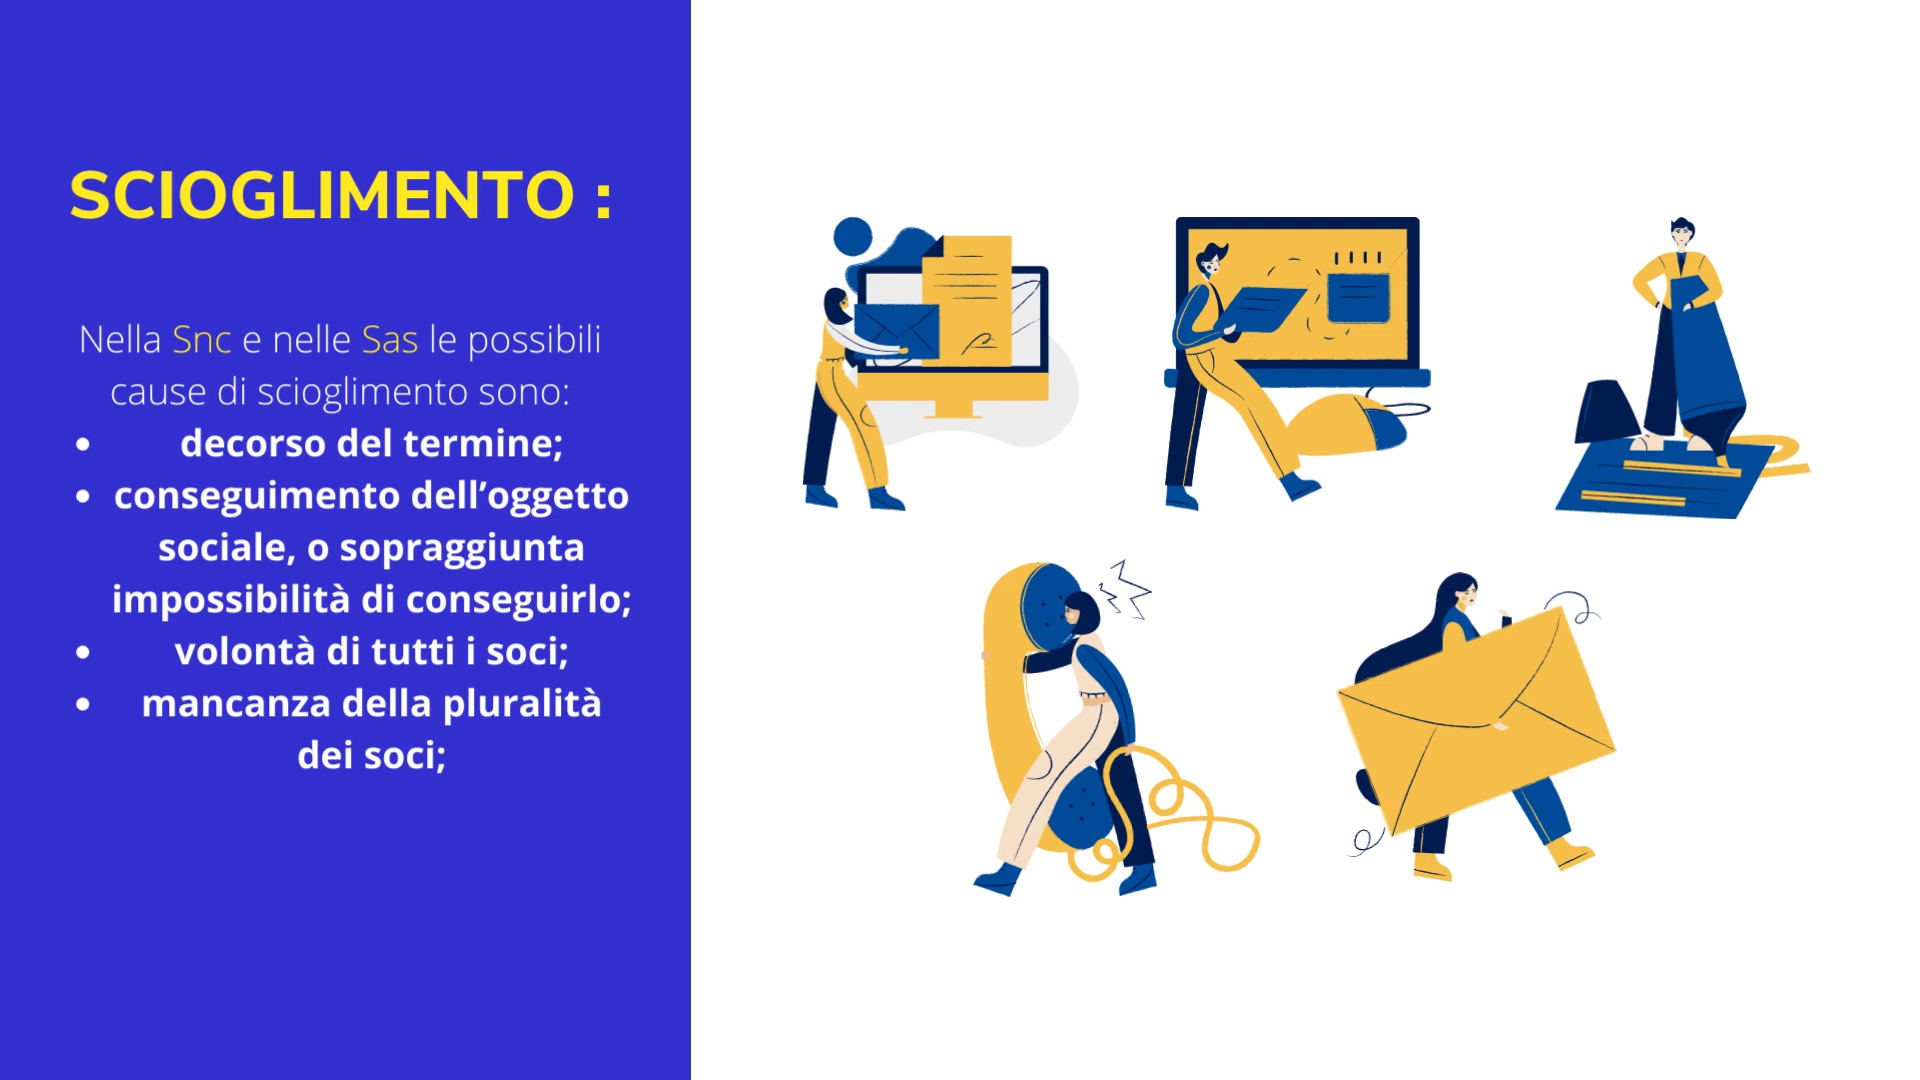 SCIOGLIMENTO :
Nella Snc e nelle Sas le possibili
cause di scioglimento sono:
• decorso del termine;
• conseguimento dell’oggetto
sociale, o sopraggiunta
impossibilità di conseguirlo;
• volontà di tutti i soci;
• mancanza della pluralità
dei soci;